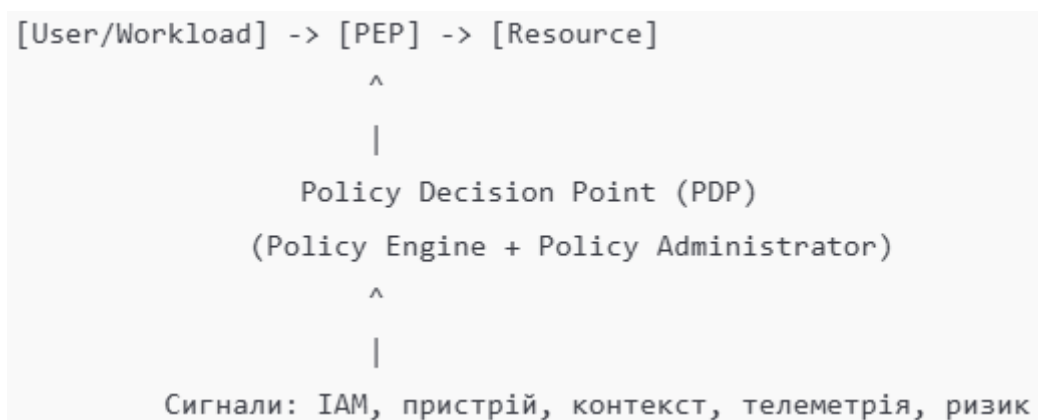 [User/Workload] -> [PEP] -> [Resource]
^
|
Policy Decision Point (PDP)
(Policy Engine + Policy Administrator)
^
|
Сигнали: IAM, пристрій, контекст, телеметрія, ризик